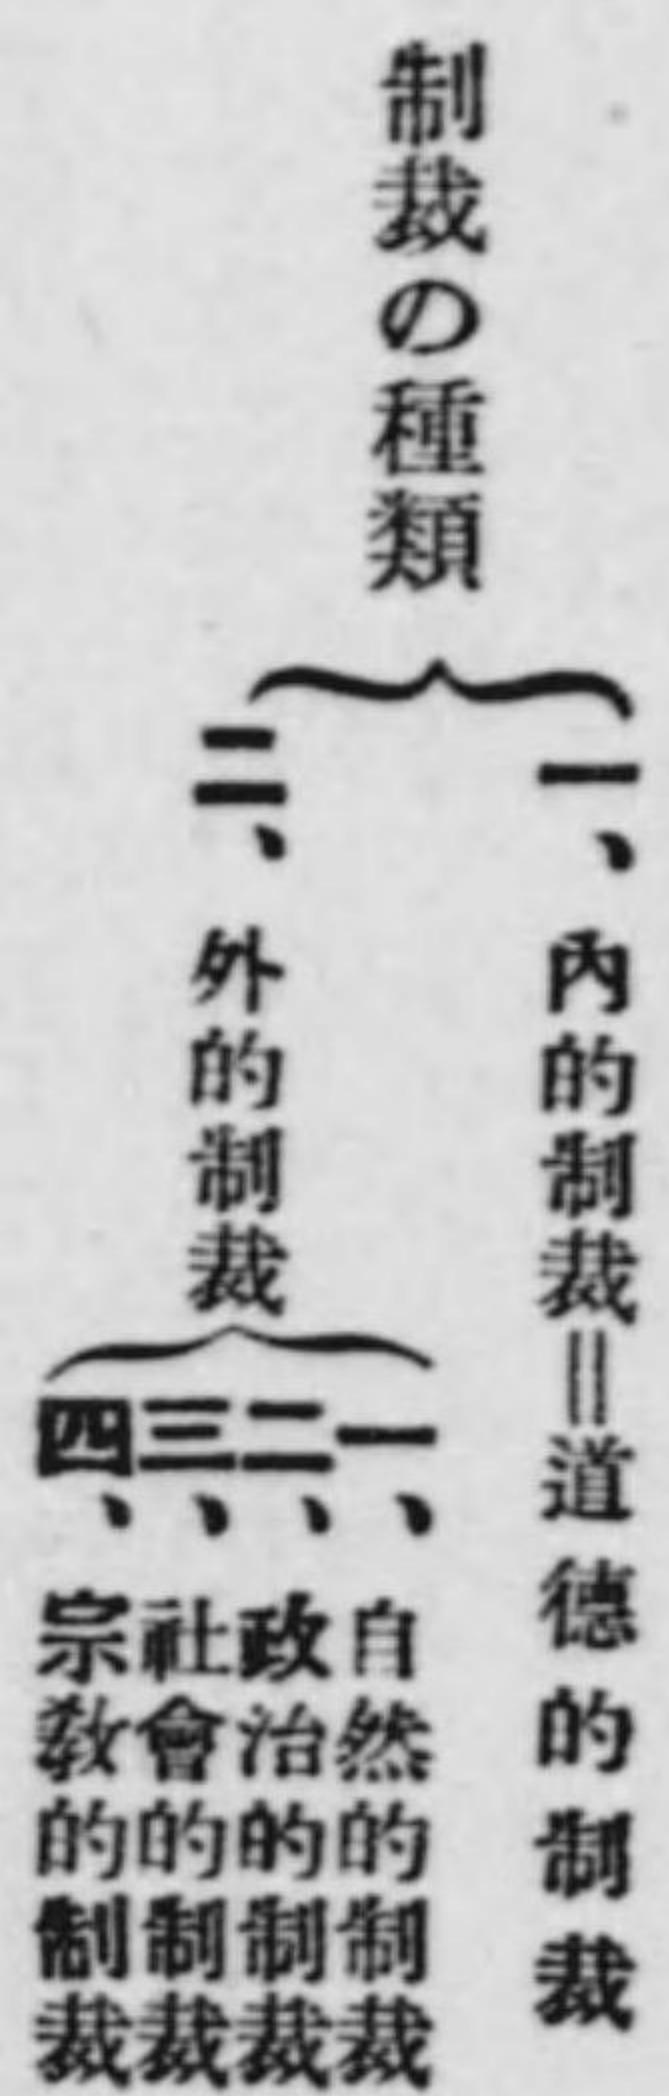 制裁の種類
一、內的制裁＝道德的制裁
二、外的制裁
一、自然的制裁
二、政治的制裁
三、社會的制裁
四、宗敎的制裁